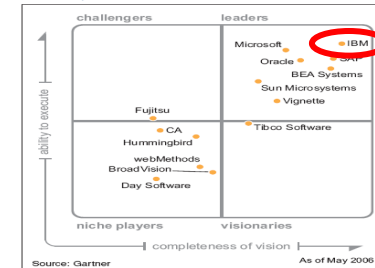 challengers
leaders
Microsoft
IBM
Oracle
SAP
BEA Systems
Sun Microsystems
Vignette
Fujitsu
Tibco Software
CA
Hummingbird
webMethods
BroadVision
Day Software
niche players
visionaries
ability to execute
completeness of vision
Source: Gartner
As of May 2006